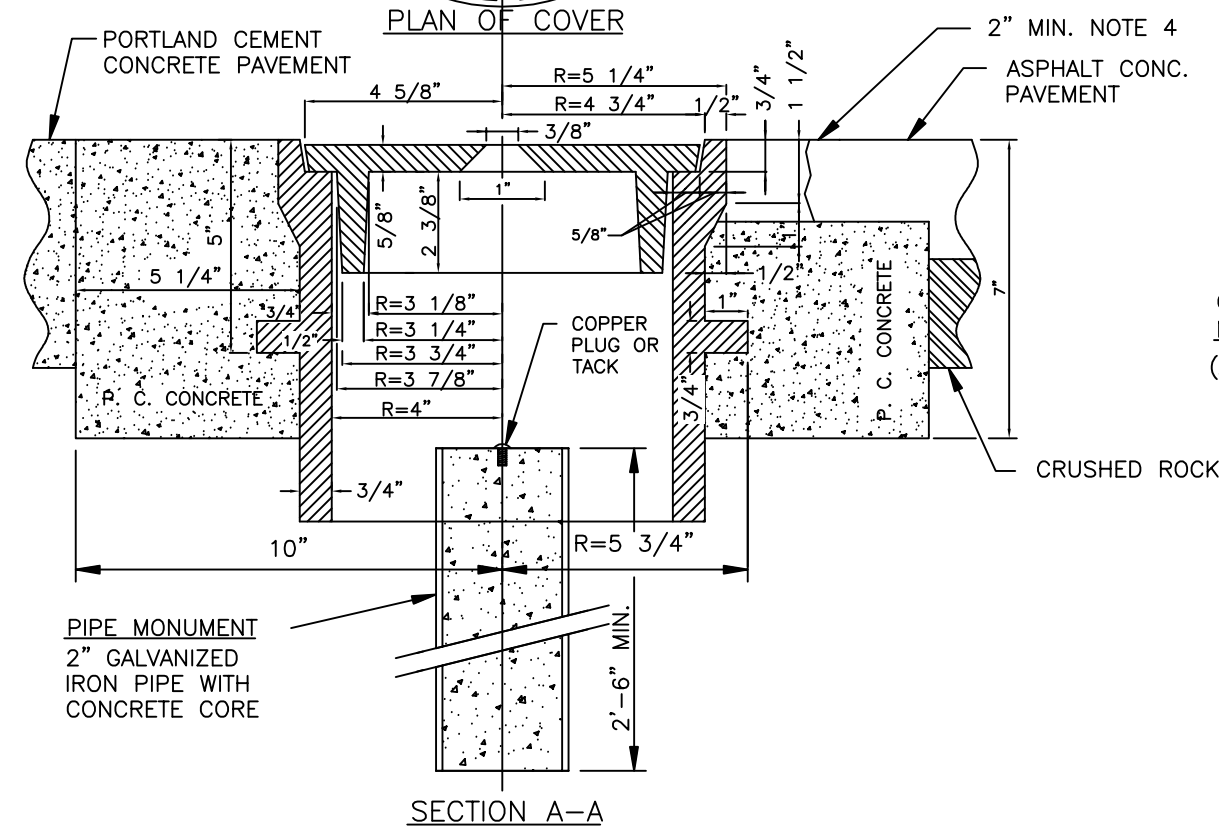 PLAN OF COVER
PORTLAND CEMENT
CONCRETE PAVEMENT
2" MIN. NOTE 4
ASPHALT CONC.
PAVEMENT
4 5/8"
R=5 1/4"
R=4 3/4"
1/2"
3/4"
1 1/2"
3/8"
1"
5/8"
2 3/8"
5"
5/8"
1"
5 1/4"
3/4"
1/2"
1/2"
1"
3/4"
7"
R=3 1/8"
R=3 1/4"
R=3 3/4"
R=3 7/8"
R=4"
COPPER
PLUG OR
TACK
P. C. CONCRETE
P. C. CONCRETE
CRUSHED ROCK
3/4"
10"
R=5 3/4"
PIPE MONUMENT
2" GALVANIZED
IRON PIPE WITH
CONCRETE CORE
2'-6" MIN.
SECTION A-A
(